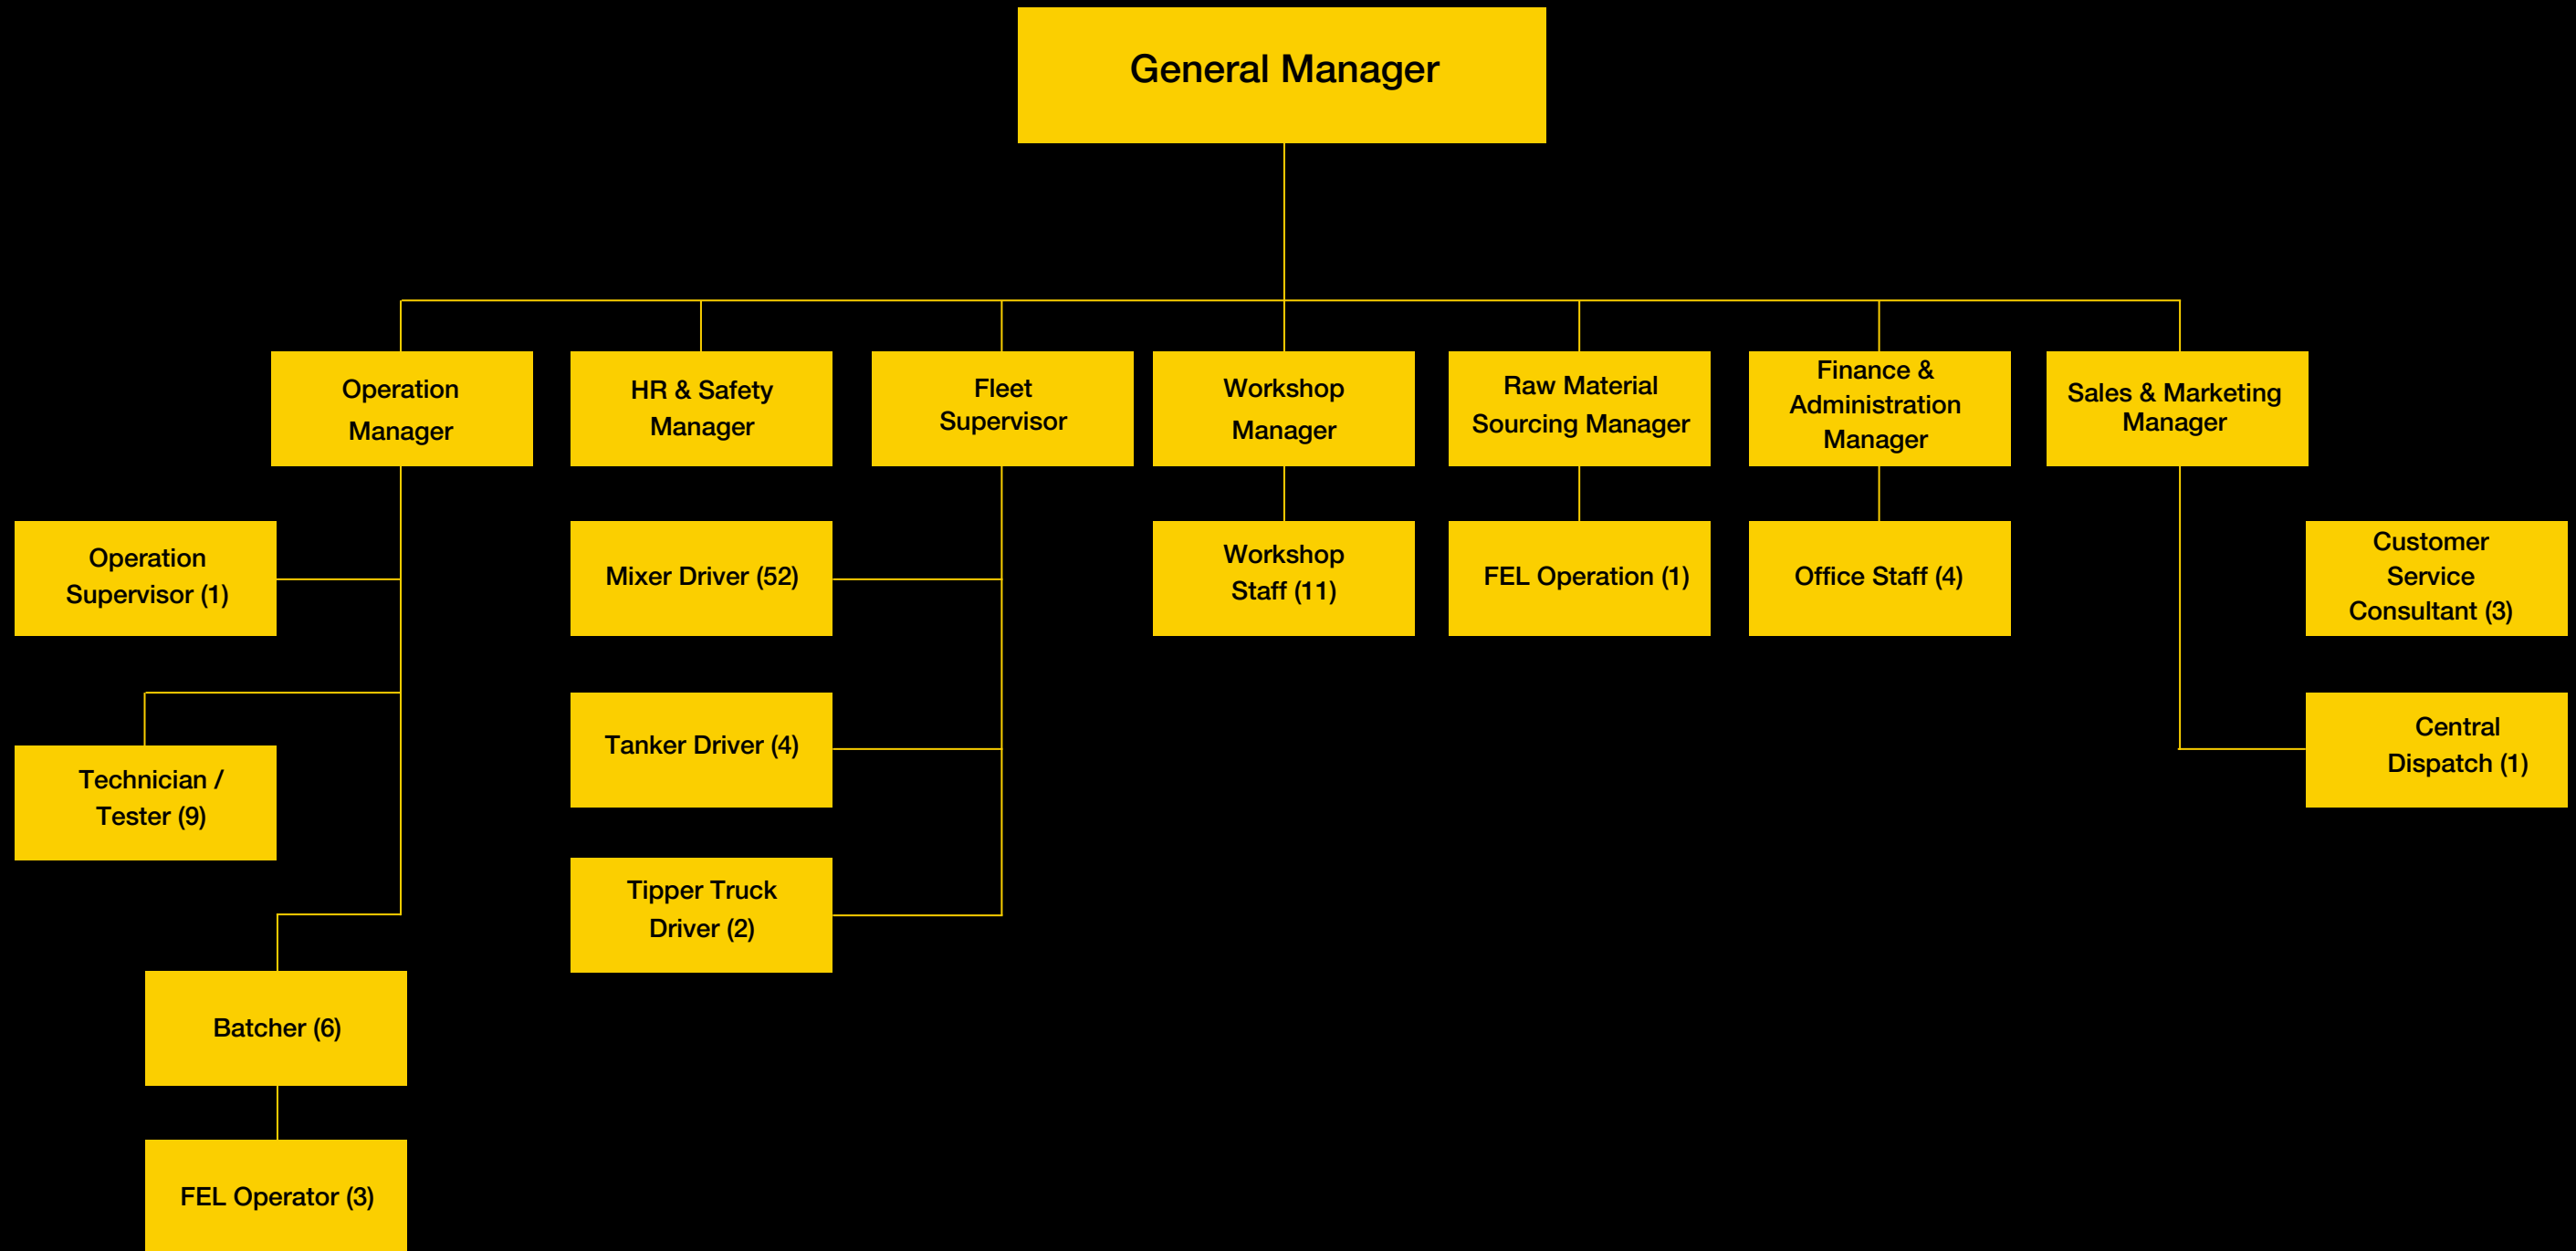 General Manager
Operation
Manager
HR & Safety
Manager
Fleet
Supervisor
Workshop
Manager
Raw Material
Sourcing Manager
Finance &
Administration
Manager
Sales & Marketing
Manager
Operation
Supervisor (1)
Mixer Driver (52)
Workshop
Staff (11)
FEL Operation (1)
Office Staff (4)
Customer
Service
Consultant (3)
Technician /
Tester (9)
Tanker Driver (4)
Central
Dispatch (1)
Tipper Truck
Driver (2)
Batcher (6)
FEL Operator (3)